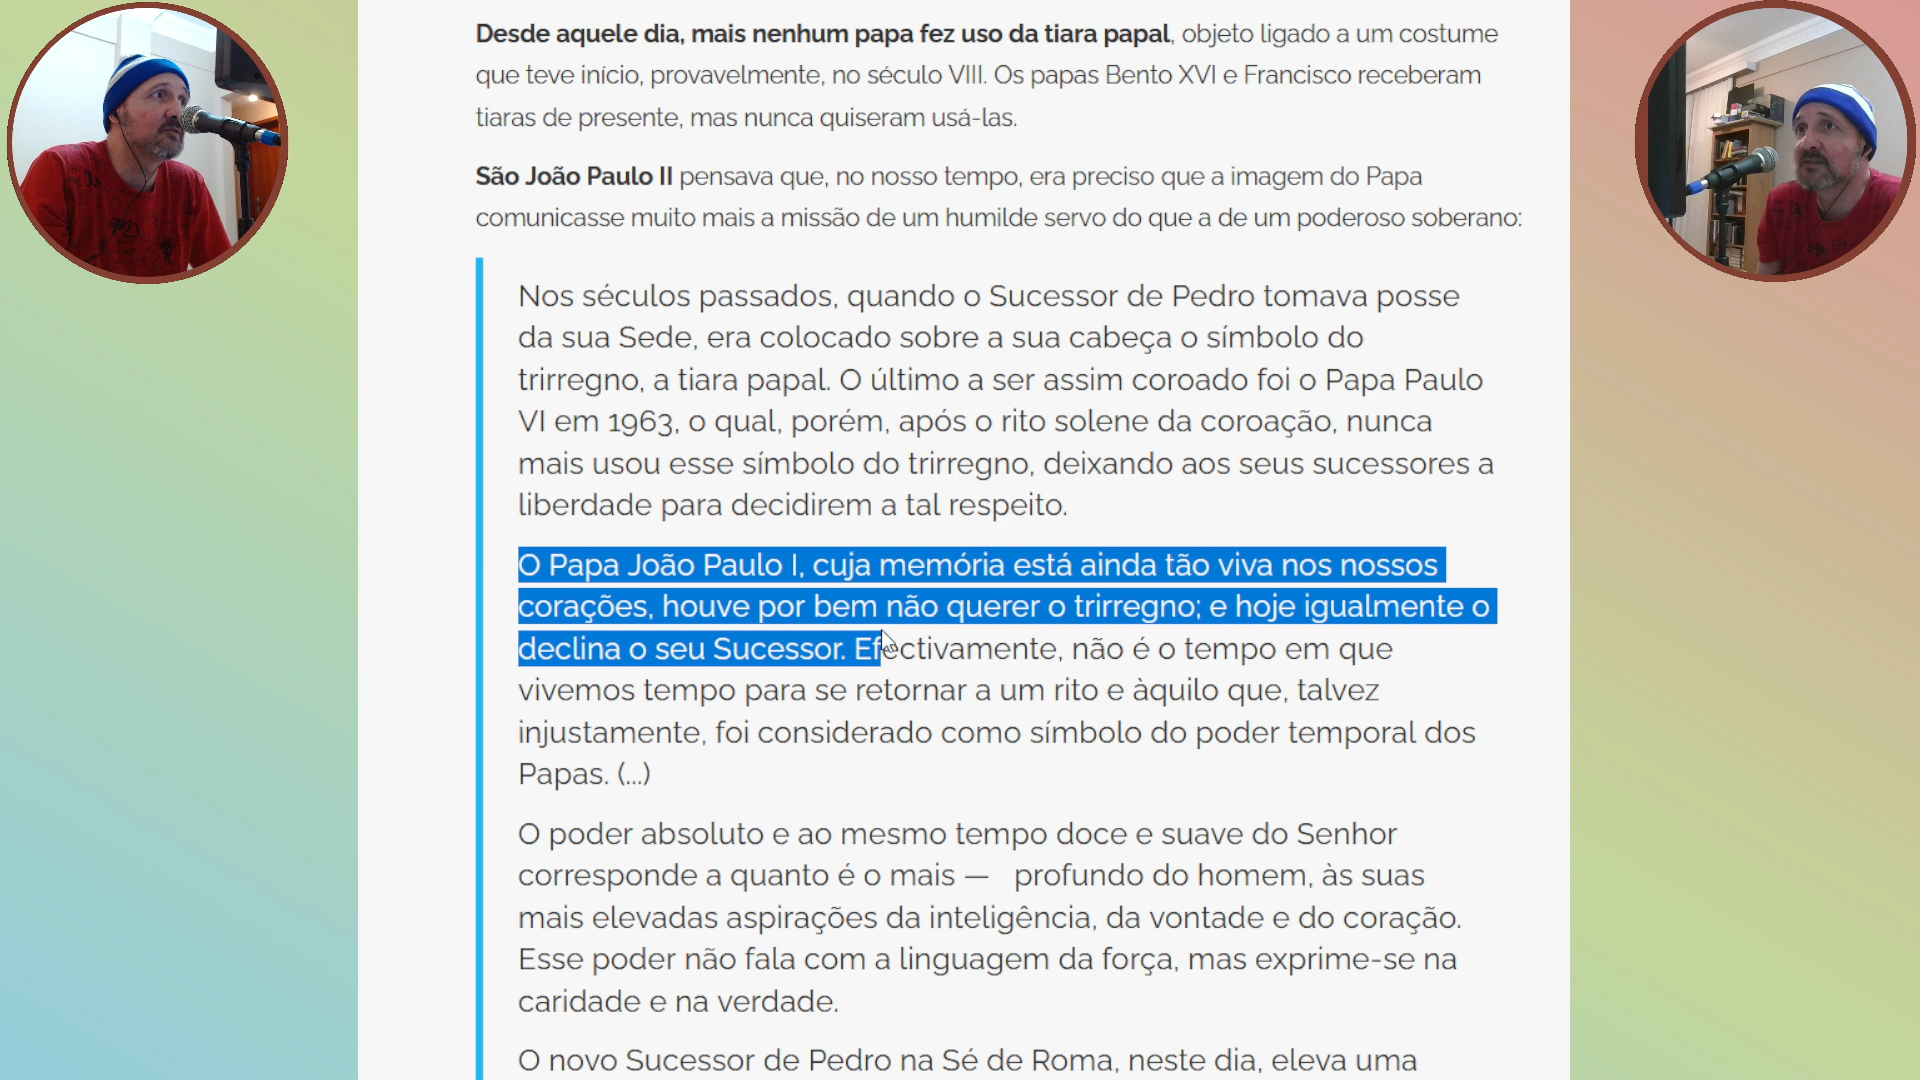 Desde aquele dia, mais nenhum papa fez uso da tiara papal, objeto ligado a um costume
que teve início, provavelmente, no século VIII. Os papas Bento XVI e Francisco receberam
tiaras de presente, mas nunca quiseram usá-las.
São João Paulo II pensava que, no nosso tempo, era preciso que a imagem do Papa
comunicasse muito mais a missão de um humilde servo do que a de um poderoso soberano:
Nos séculos passados, quando o Sucessor de Pedro tomava posse
da sua Sede, era colocado sobre a sua cabeça o símbolo do
trirregno, a tiara papal. O último a ser assim coroado foi o Papa Paulo
VI em 1963, o qual, porém, após o rito solene da coroação, nunca
mais usou esse símbolo do trirregno, deixando aos seus sucessores a
liberdade para decidirem a tal respeito.
O Papa João Paulo I, cuja memória está ainda tão viva nos nossos
corações, houve por bem não querer o trirregno; e hoje igualmente o
declina o seu Sucessor. Efectivamente, não é o tempo em que
vivemos tempo para se retornar a um rito e àquilo que, talvez
injustamente, foi considerado como símbolo do poder temporal dos
Papas. (...)
O poder absoluto e ao mesmo tempo doce e suave do Senhor
corresponde a quanto é o mais — profundo do homem, às suas
mais elevadas aspirações da inteligência, da vontade e do coração.
Esse poder não fala com a linguagem da força, mas exprime-se na
caridade e na verdade.
O novo Sucessor de Pedro na Sé de Roma, neste dia, eleva uma